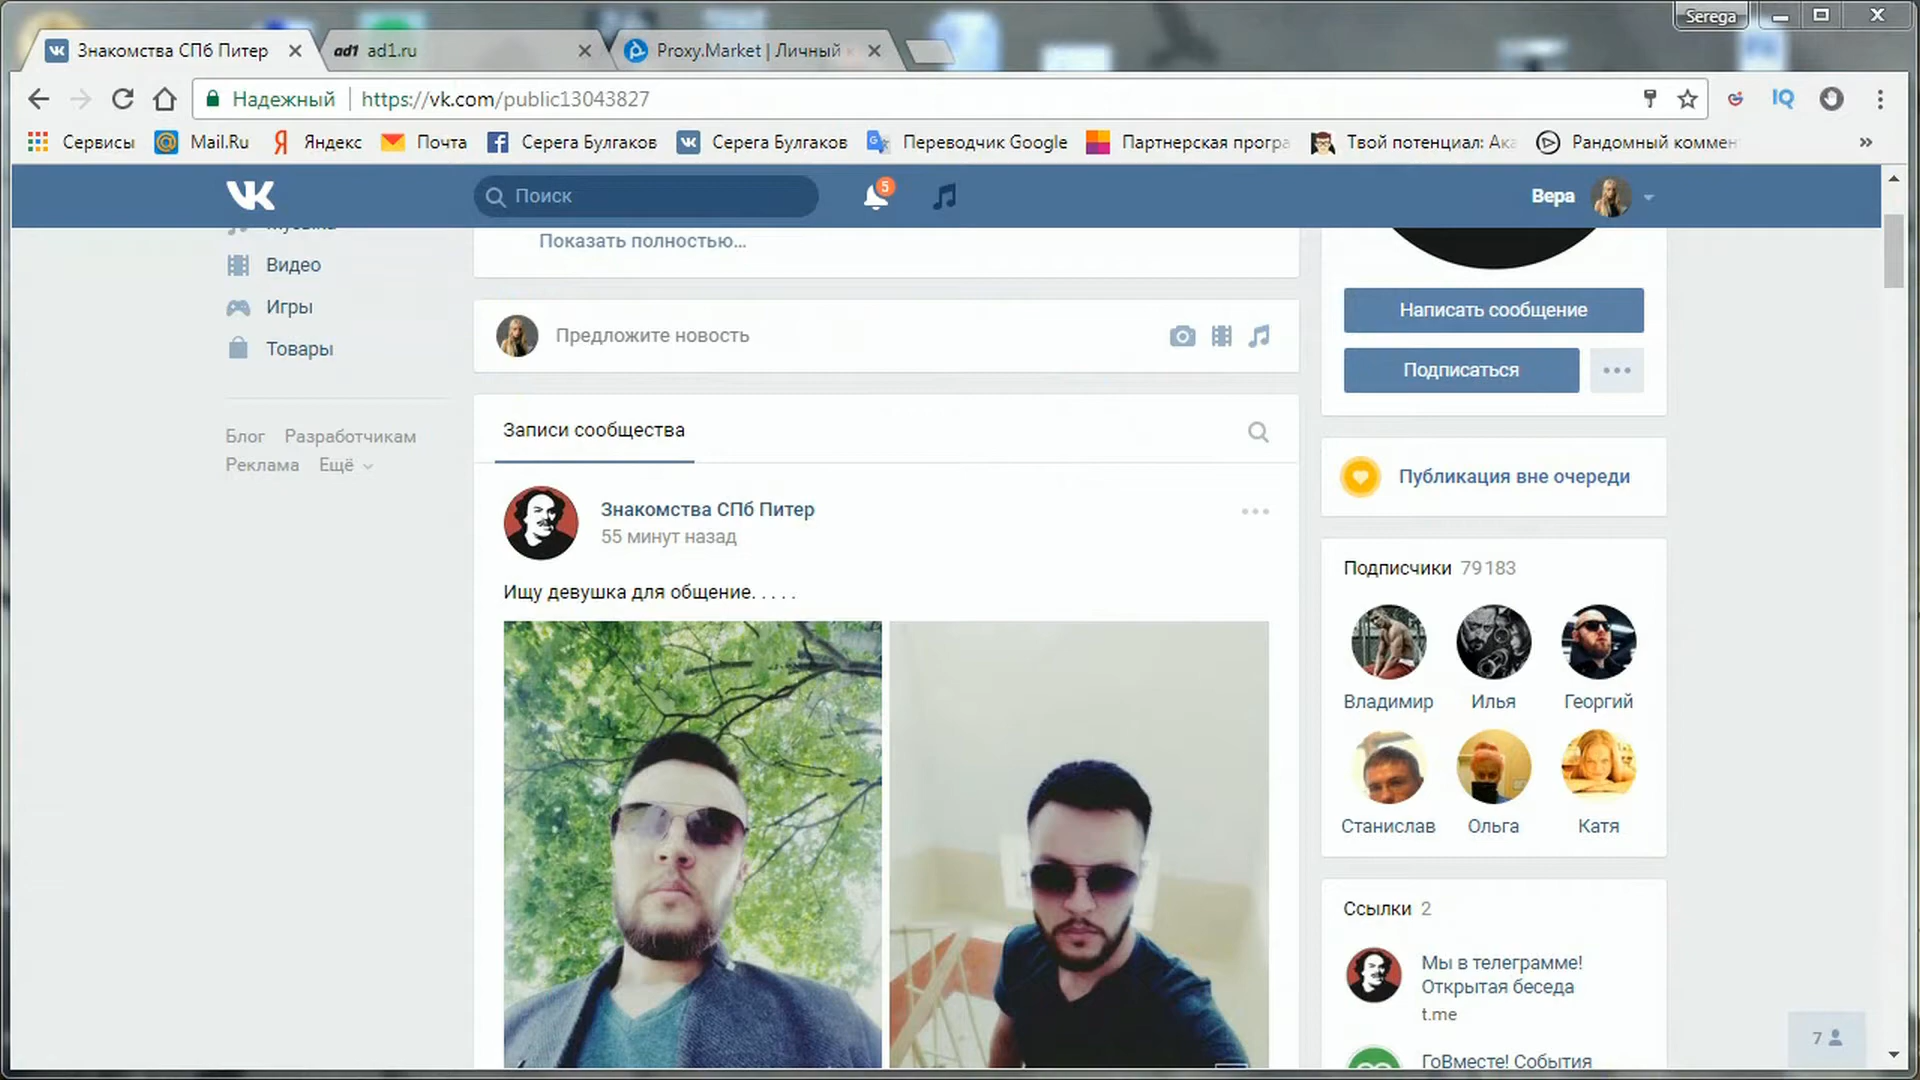 Serega
Знакомства СПб Питер
ad1 ad1.ru
Proxy.Market | Личный
Надежный https://vk.com/public13043827
IQ
Сервисы Mail.Ru Яндекс Почта Серега Булгаков Серега Булгаков Переводчик Google Партнерская програ Твой потенциал: Ака Рандомный коммен
Поиск
5
Вера
Музыка
Видео
Игры
Товары
Блог Разработчикам
Реклама Ещё
Показать полностью...
Предложите новость
Записи сообщества
Знакомства СПб Питер
55 минут назад
Ищу девушка для общение. . . . .
Написать сообщение
Подписаться
Публикация вне очереди
Подписчики 79 183
Владимир Илья Георгий
Станислав Ольга Катя
Ссылки 2
Мы в телеграмме!
Открытая беседа
t.me
ГоВместе! События
7